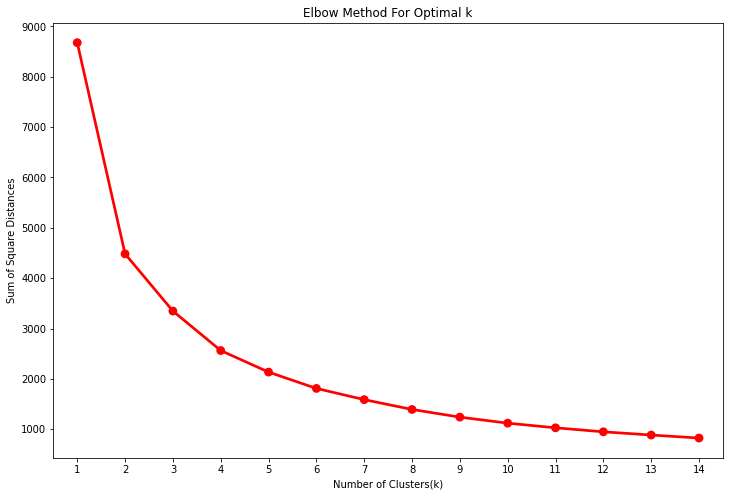 Elbow Method For Optimal k
9000
8000
7000
6000
5000
4000
3000
2000
1000
Sum of Square Distances
1 2 3 4 5 6 7 8 9 10 11 12 13 14
Number of Clusters(k)